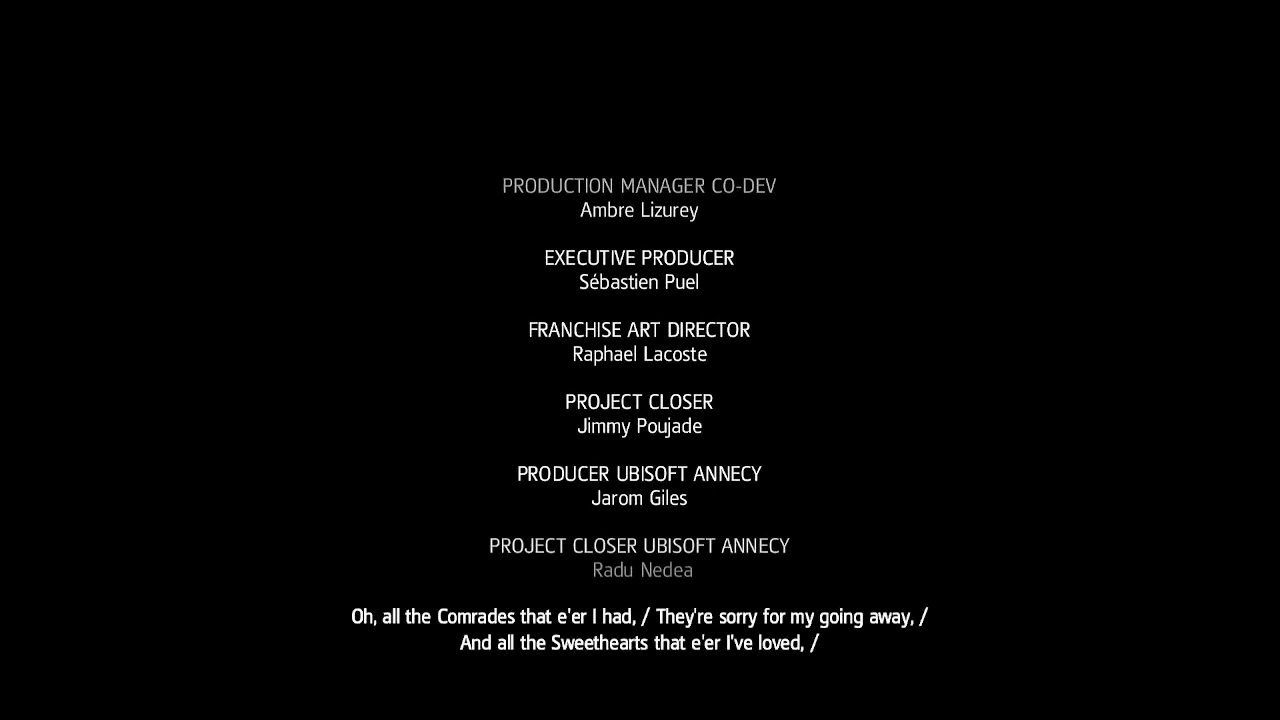 PRODUCTION MANAGER CO-DEV
Ambre Lizurey
EXECUTIVE PRODUCER
Sébastien Puel
FRANCHISE ART DIRECTOR
Raphael Lacoste
PROJECT CLOSER
Jimmy Poujade
PRODUCER UBISOFT ANNECY
Jarom Giles
PROJECT CLOSER UBISOFT ANNECY
Radu Nedea
Oh, all the Comrades that e'er I had, / They're sorry for my going away, /
And all the Sweethearts that e'er I've loved, /